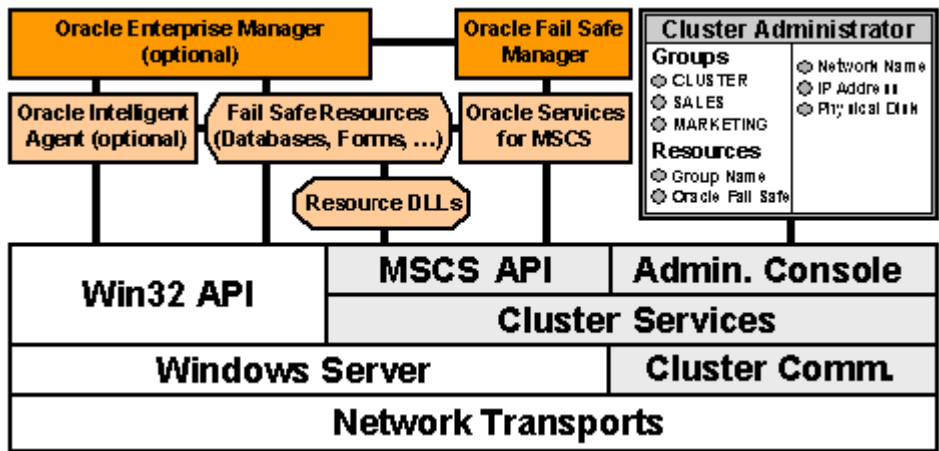 Oracle Enterprise Manager
(optional)
Oracle Fail Safe
Manager
Oracle Intelligent
Agent (optional)
Fail Safe Resources
(Databases, Forms, ...)
Oracle Services
for MSCS
Resource DLLs
Cluster Administrator
Groups
CLUSTER
SALES
MARKETING
Resources
Group Name
Oracle Fail Safe
Network Name
IP Address
Physical Disk
Win32 API
MSCS API
Admin. Console
Cluster Services
Windows Server
Cluster Comm.
Network Transports